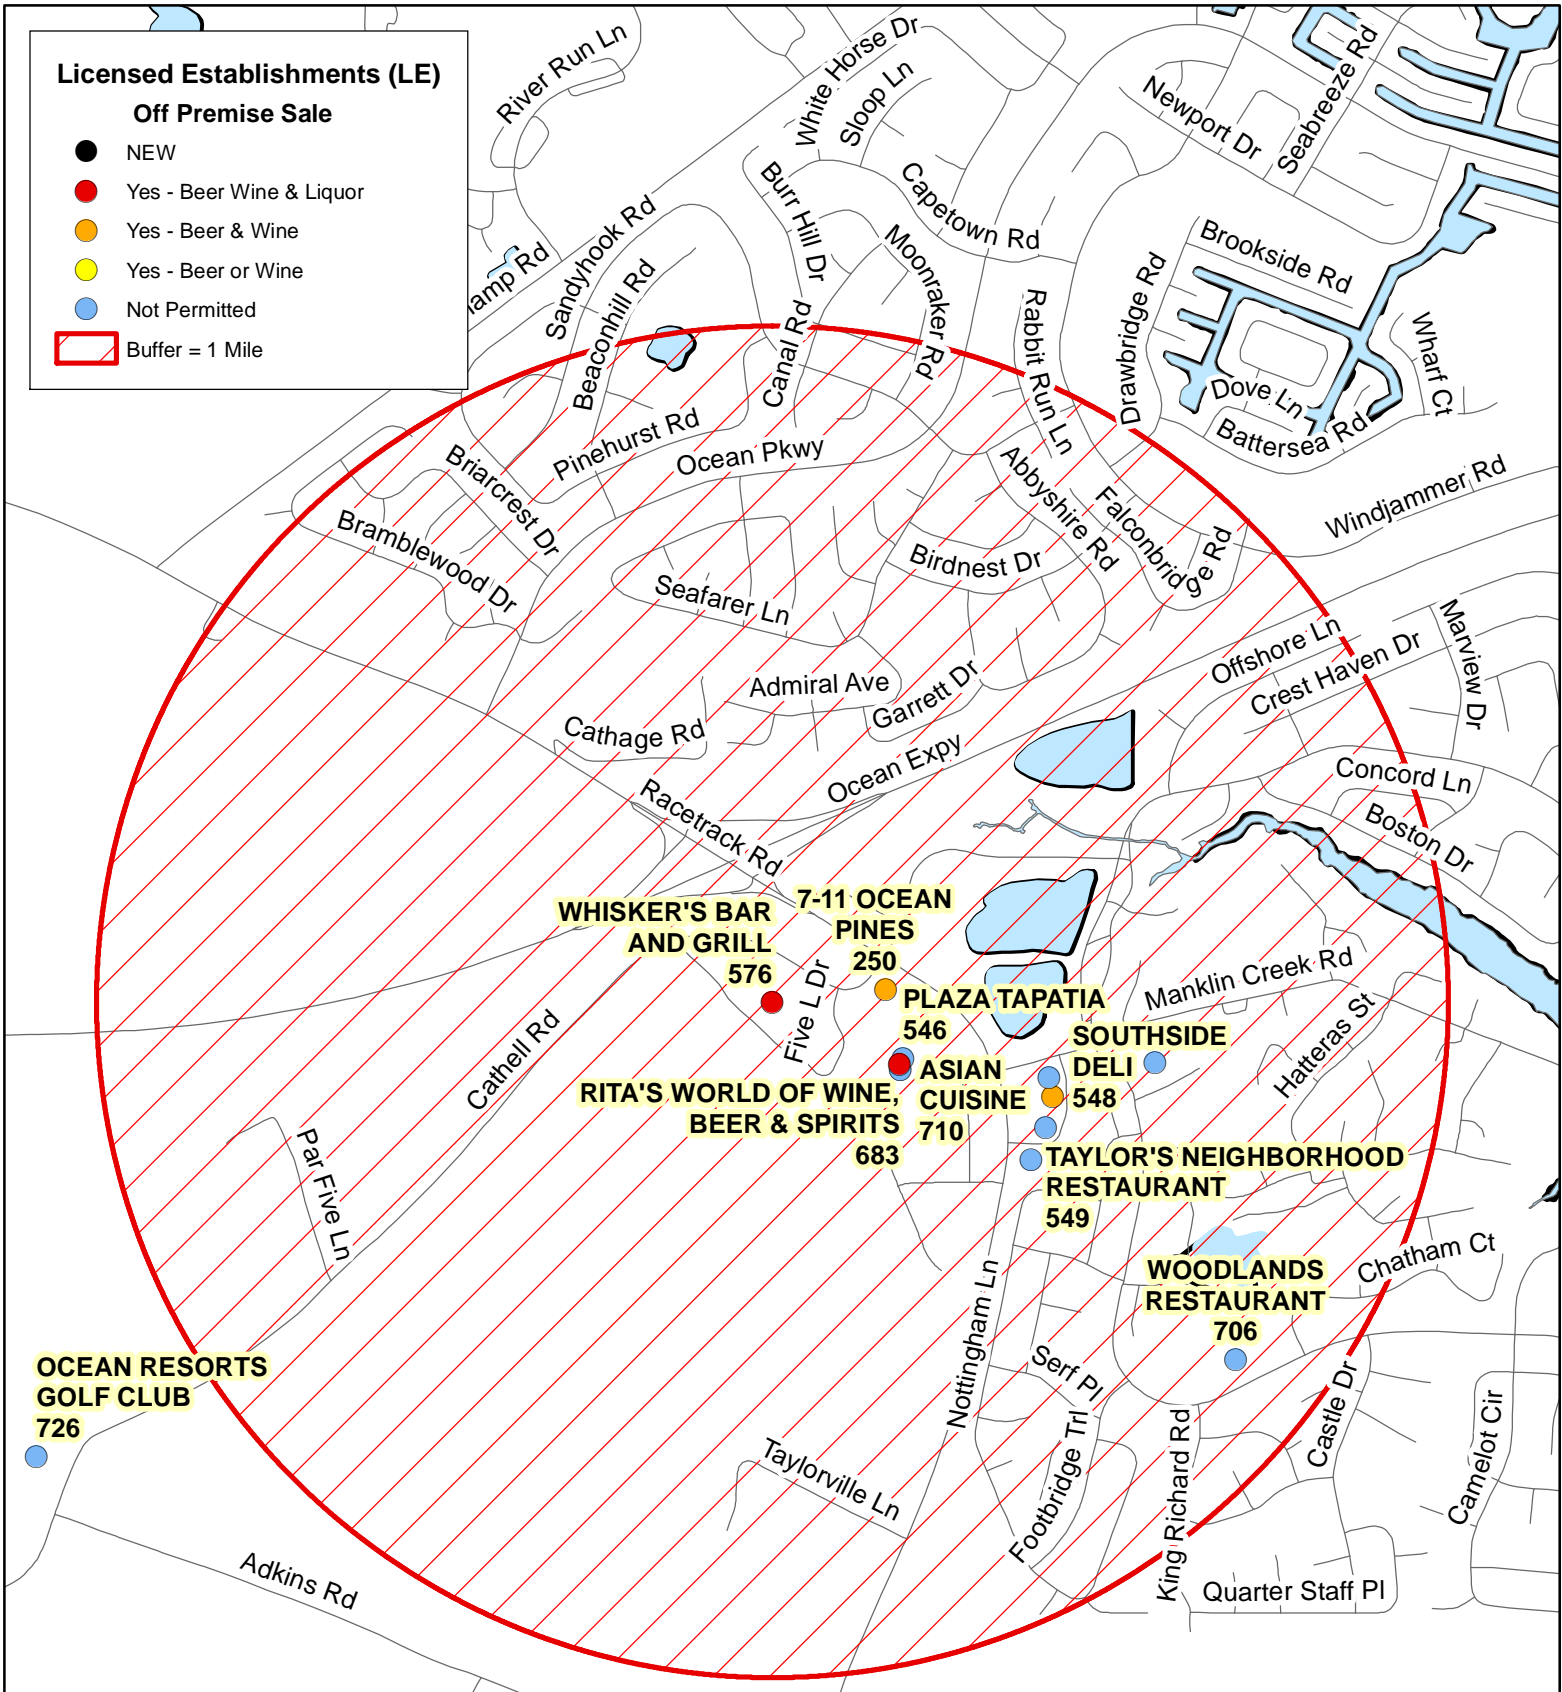 Licensed Establishments (LE)
Off Premise Sale
NEW
Yes - Beer Wine & Liquor
Yes - Beer & Wine
Yes - Beer or Wine
Not Permitted
Buffer = 1 Mile
River Run Ln
White Horse Dr
Sloop Ln
Newport Dr
Seabreeze Rd
Burr Hill Dr
Capetown Rd
Sandyhook Rd
Beaconhill Rd
Moonraker Rd
Canal Rd
Rabbit Run Ln
Drawbridge Rd
Brookside Rd
Wharf Ct
Dove Ln
Battersea Rd
Windjammer Rd
Pinehurst Rd
Ocean Pkwy
Briarcrest Dr
Bramblewood Dr
Abbyshire Rd
Falconbridge Rd
Birdnest Dr
Seafarer Ln
Offshore Ln
Crest Haven Dr
Marview Dr
Admiral Ave
Garrett Dr
Cathage Rd
Ocean Expy
Racetrack Rd
Concord Ln
Boston Dr
WHISKER'S BAR
AND GRILL
576
7-11 OCEAN
PINES
250
Five L Dr
PLAZA TAPATIA
546
Manklin Creek Rd
Hatteras St
SOUTHSIDE
DELI
548
ASIAN
CUISINE
710
RITA'S WORLD OF WINE,
BEER & SPIRITS
683
Cathell Rd
Par Five Ln
TAYLOR'S NEIGHBORHOOD
RESTAURANT
549
Chatham Ct
WOODLANDS
RESTAURANT
706
Nottingham Ln
Serf Pl
OCEAN RESORTS
GOLF CLUB
726
Castle Dr
Camelot Cir
Footbridge Trl
King Richard Rd
Taylorville Ln
Adkins Rd
Quarter Staff Pl